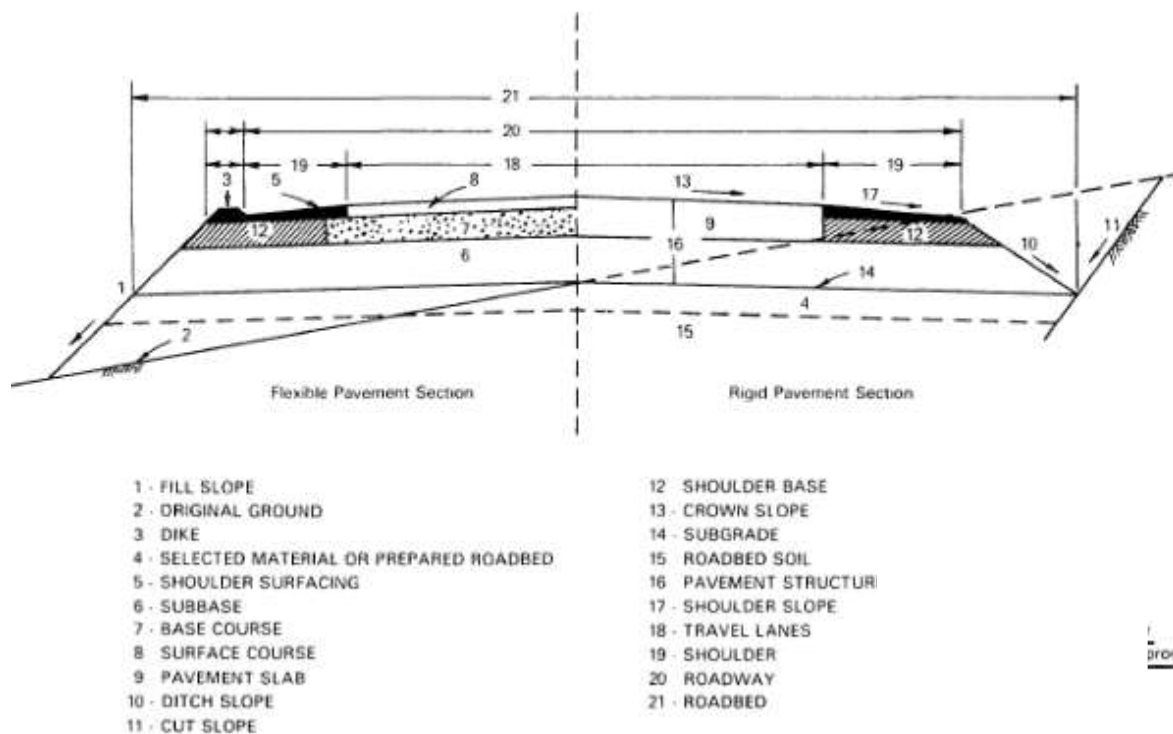 21
20
19 18 19
3 5 8 13 17
12 7 9 12 11
6 16 10
1 14
4
2 15
Flexible Pavement Section Rigid Pavement Section
1 - FILL SLOPE
2 - ORIGINAL GROUND
3 DIKE
4 - SELECTED MATERIAL OR PREPARED ROADBED
5 - SHOULDER SURFACING
6 - SUBBASE
7 - BASE COURSE
8 SURFACE COURSE
9 PAVEMENT SLAB
10 - DITCH SLOPE
11 - CUT SLOPE
12 SHOULDER BASE
13 - CROWN SLOPE
14 - SUBGRADE
15 ROADBED SOIL
16 PAVEMENT STRUCTUR
17 - SHOULDER SLOPE
18 - TRAVEL LANES
19 - SHOULDER
20 ROADWAY
21 - ROADBED